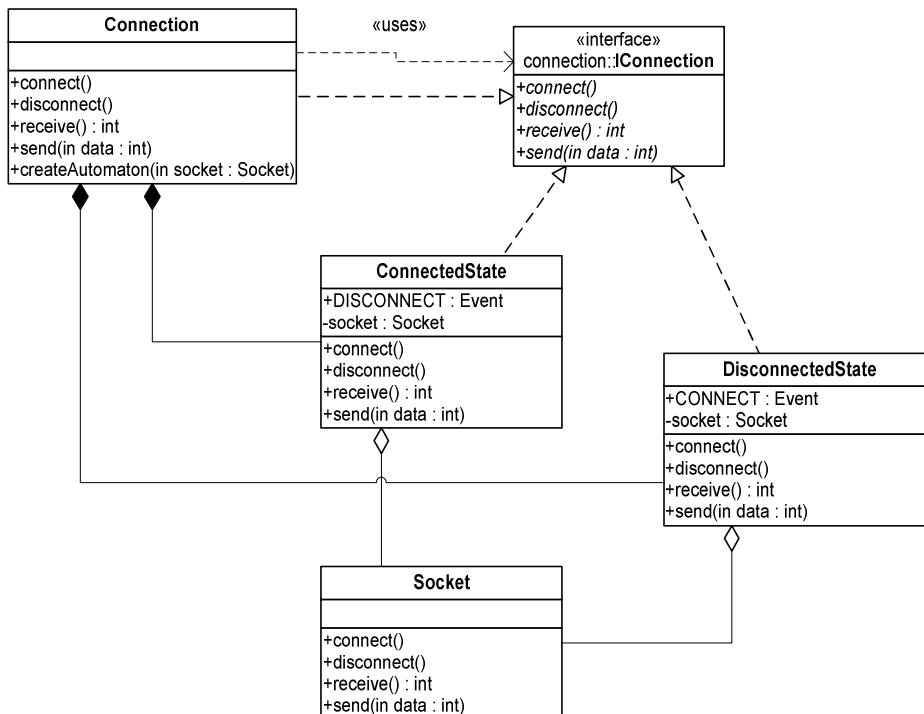 Connection
+connect()
+disconnect()
+receive() : int
+send(in data : int)
+createAutomaton(in socket : Socket)
«uses»
«interface»
connection::IConnection
+connect()
+disconnect()
+receive() : int
+send(in data : int)
ConnectedState
+DISCONNECT : Event
-socket : Socket
+connect()
+disconnect()
+receive() : int
+send(in data : int)
DisconnectedState
+CONNECT : Event
-socket : Socket
+connect()
+disconnect()
+receive() : int
+send(in data : int)
Socket
+connect()
+disconnect()
+receive() : int
+send(in data : int)